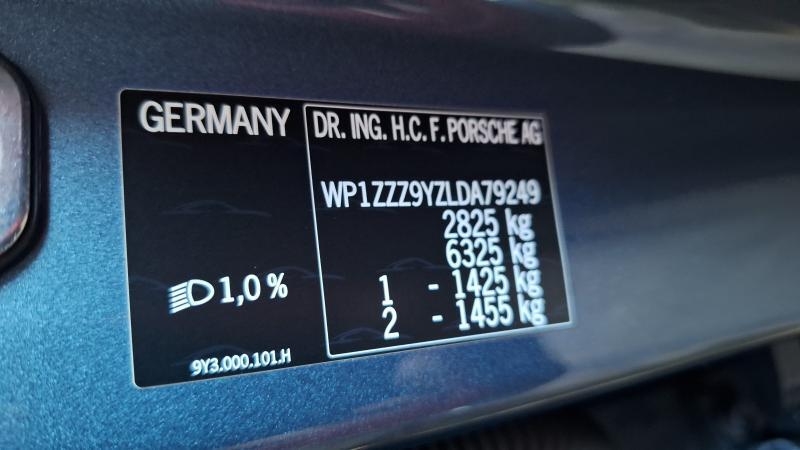 GERMANY
DR. ING. H.C. F. PORSCHE AG
WP1ZZZ9YZLDA79249
2825 kg
6325 kg
1 - 1425 kg
2 - 1455 kg
1,0 %
9Y3.000.101.H